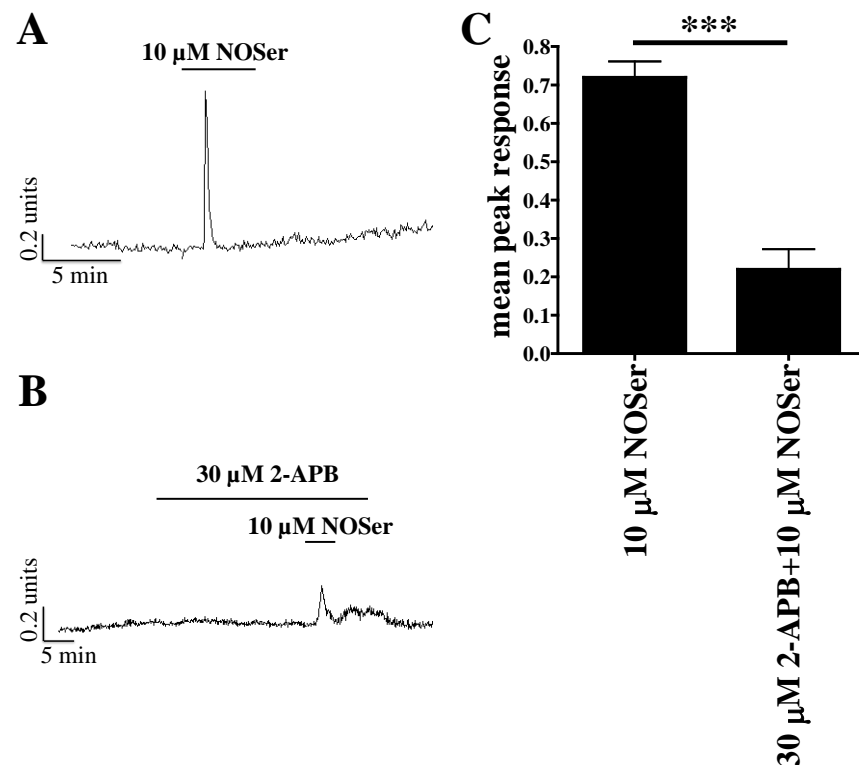 A
10 µM NOSer
0.2 units
5 min
B
30 µM 2-APB
10 µM NOSer
0.2 units
5 min
C
***
mean peak response
0.8
0.7
0.6
0.5
0.4
0.3
0.2
0.1
0.0
10 µM NOSer
30 µM 2-APB+10 µM NOSer